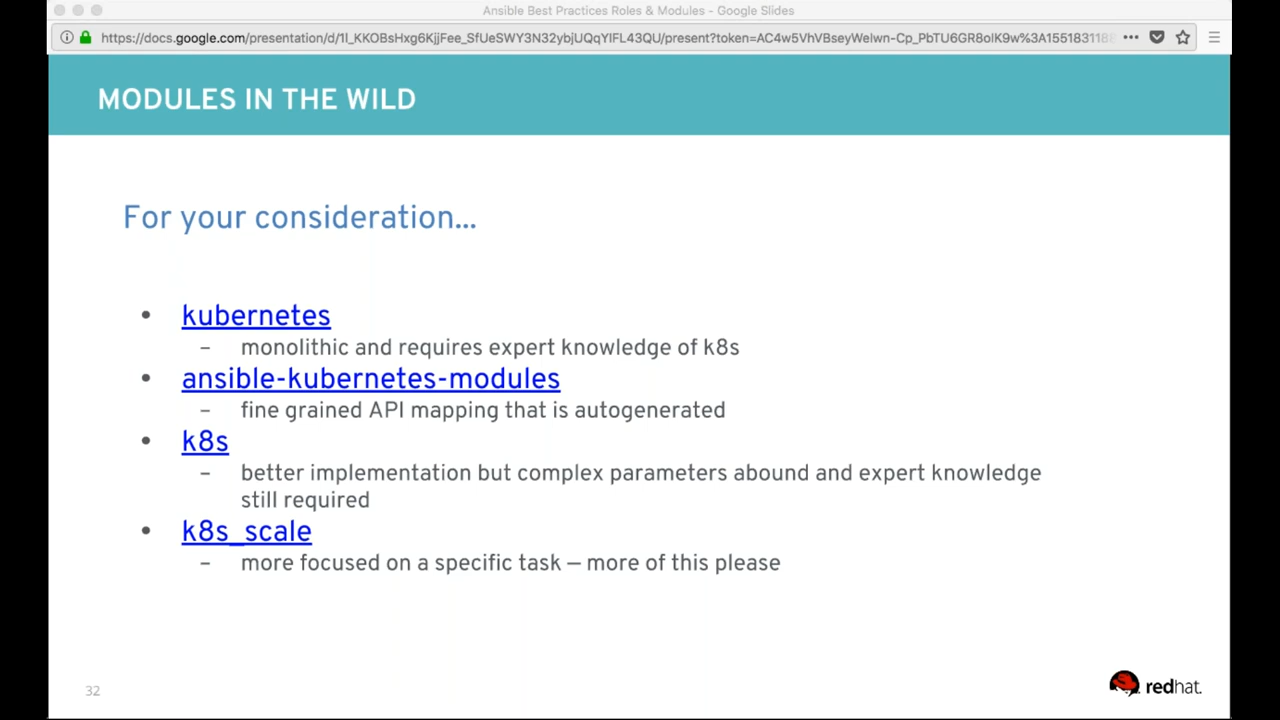 Ansible Best Practices Roles & Modules - Google Slides
MODULES IN THE WILD
For your consideration...
• kubernetes
– monolithic and requires expert knowledge of k8s
• ansible-kubernetes-modules
– fine grained API mapping that is autogenerated
• k8s
– better implementation but complex parameters abound and expert knowledge
still required
• k8s_scale
– more focused on a specific task — more of this please
32
redhat.